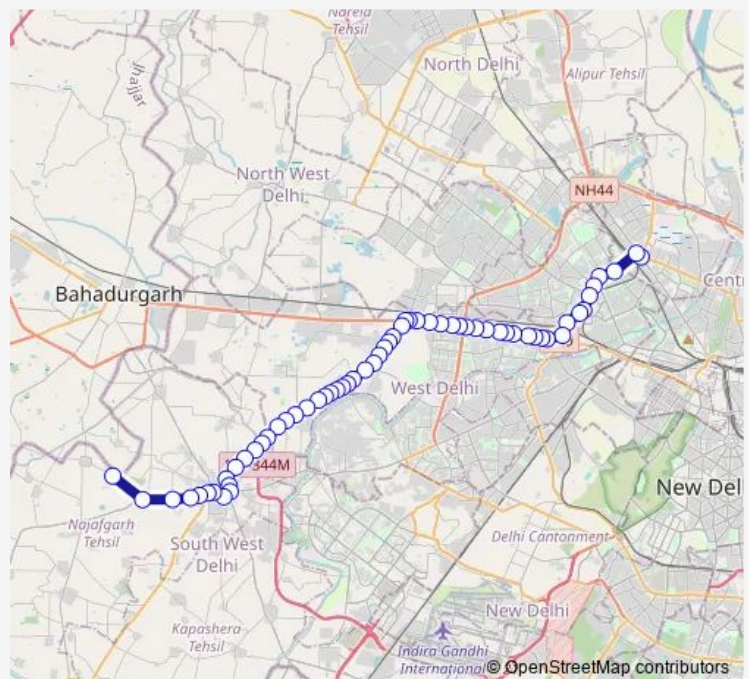 Narela
Tehsil
North Delhi
Alipur Tehsil
Jhajjar
North West
Delhi
NH44
Bahadurgarh
Centr
West Delhi
344M
New Del
Najafgarh
Tehsil
South West
Delhi
Delhi Cantonment
New Delhi
Kapashera
Tehsil
Indira Gandhi
International
© OpenStreetMap contributors